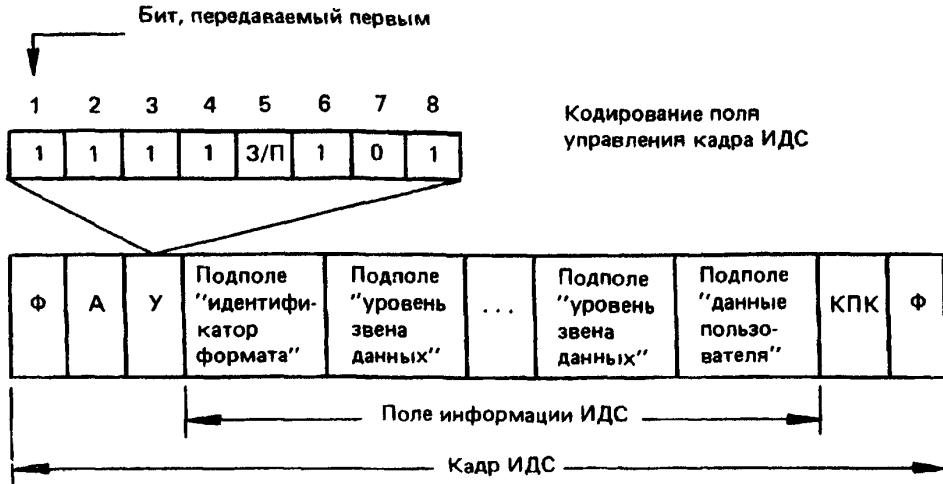 Бит, передаваемый первым
1 2 3 4 5 6 7 8
Кодирование поля
управления кадра ИДС
1 1 1 1 З/П 1 0 1
Ф А У Подполе "идентифи-катор формата" Подполе "уровень звена данных" ... Подполе "уровень звена данных" Подполе "данные пользо-вателя" КПК Ф
Поле информации ИДС
Кадр ИДС